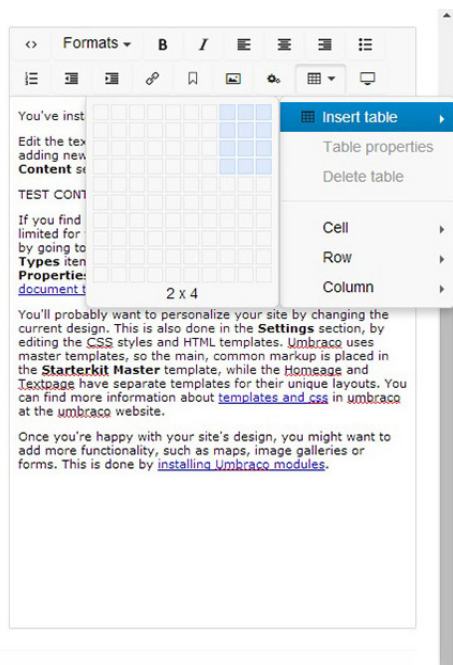 Formats
B I
You've inst
Insert table
Edit the tex
adding new
Content se
Table properties
Delete table
TEST CONT
If you find
limited for
by going to
Types item
Properties
document t
Cell
Row
Column
2 x 4
You'll probably want to personalize your site by changing the
current design. This is also done in the Settings section, by
editing the CSS styles and HTML templates. Umbraco uses
master templates, so the main, common markup is placed in
the Starterkit Master template, while the Homeage and
Textpage have separate templates for their unique layouts. You
can find more information about templates and css in umbraco
at the umbraco website.
Once you're happy with your site's design, you might want to
add more functionality, such as maps, image galleries or
forms. This is done by installing Umbraco modules.